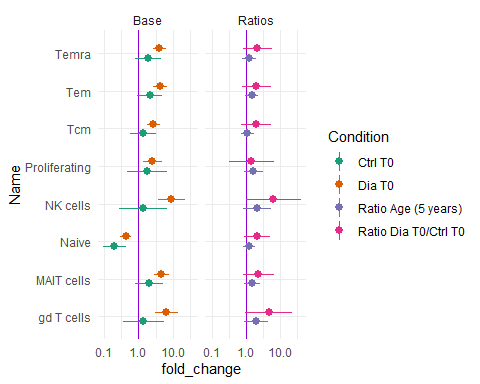 Base Ratios
Temra
Tem
Tcm
Proliferating
NK cells
Naive
MAIT cells
gd T cells
Name
0.1 1.0 10.0 0.1 1.0 10.0
fold_change
Condition
Ctrl T0
Dia T0
Ratio Age (5 years)
Ratio Dia T0/Ctrl T0